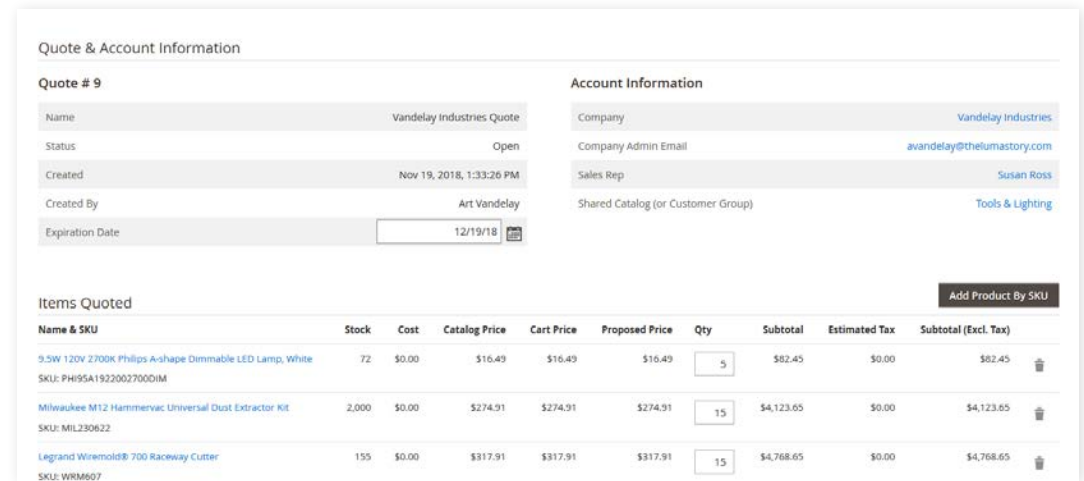 Quote & Account Information
Quote # 9
Name Vandelay Industries Quote
Status Open
Created Nov 19, 2018, 1:33:26 PM
Created By Art Vandelay
Expiration Date 12/19/18
Account Information
Company Vandelay Industries
Company Admin Email avandelay@thelumastory.com
Sales Rep Susan Ross
Shared Catalog (or Customer Group) Tools & Lighting
Items Quoted
Add Product By SKU
Name & SKU Stock Cost Catalog Price Cart Price Proposed Price Qty Subtotal Estimated Tax Subtotal (Excl. Tax)
9.5W 120V 2700K Philips A-shape Dimmable LED Lamp, White 72 $0.00 $16.49 $16.49 $16.49 5 $82.45 $0.00 $82.45
SKU: PHI95A1922002700DIM
Milwaukee M12 Hammervac Universal Dust Extractor Kit 2,000 $0.00 $274.91 $274.91 $274.91 15 $4,123.65 $0.00 $4,123.65
SKU: MIL230622
Legrand Wiremold® 700 Raceway Cutter 155 $0.00 $317.91 $317.91 $317.91 15 $4,768.65 $0.00 $4,768.65
SKU: WRM607